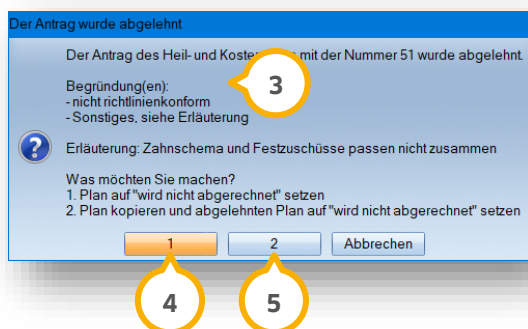 Der Antrag wurde abgelehnt
Der Antrag des Heil- und Kosten mit der Nummer 51 wurde abgelehnt
Begründung(en):
- nicht richtlinienkonform
- Sonstiges, siehe Erläuterung
3
Erläuterung: Zahnschema und Festzuschüsse passen nicht zusammen
Was möchten Sie machen?
1. Plan auf "wird nicht abgerechnet" setzen
2. Plan kopieren und abgelehnten Plan auf "wird nicht abgerechnet" setzen
1 2 Abbrechen
4 5